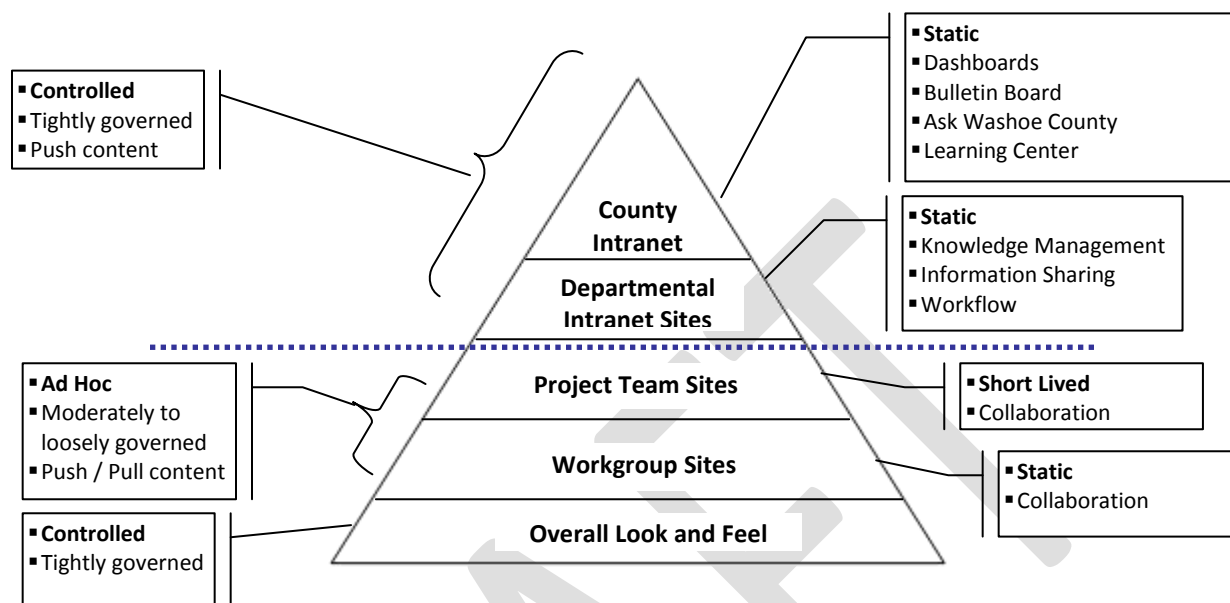 ▪ Static
▪ Dashboards
▪ Bulletin Board
▪ Ask Washoe County
▪ Learning Center
▪ Controlled
▪ Tightly governed
▪ Push content
County
Intranet
▪ Static
▪ Knowledge Management
▪ Information Sharing
▪ Workflow
Departmental
Intranet Sites
▪ Ad Hoc
▪ Moderately to
loosely governed
▪ Push / Pull content
Project Team Sites
▪ Short Lived
▪ Collaboration
Workgroup Sites
▪ Static
▪ Collaboration
▪ Controlled
▪ Tightly governed
Overall Look and Feel